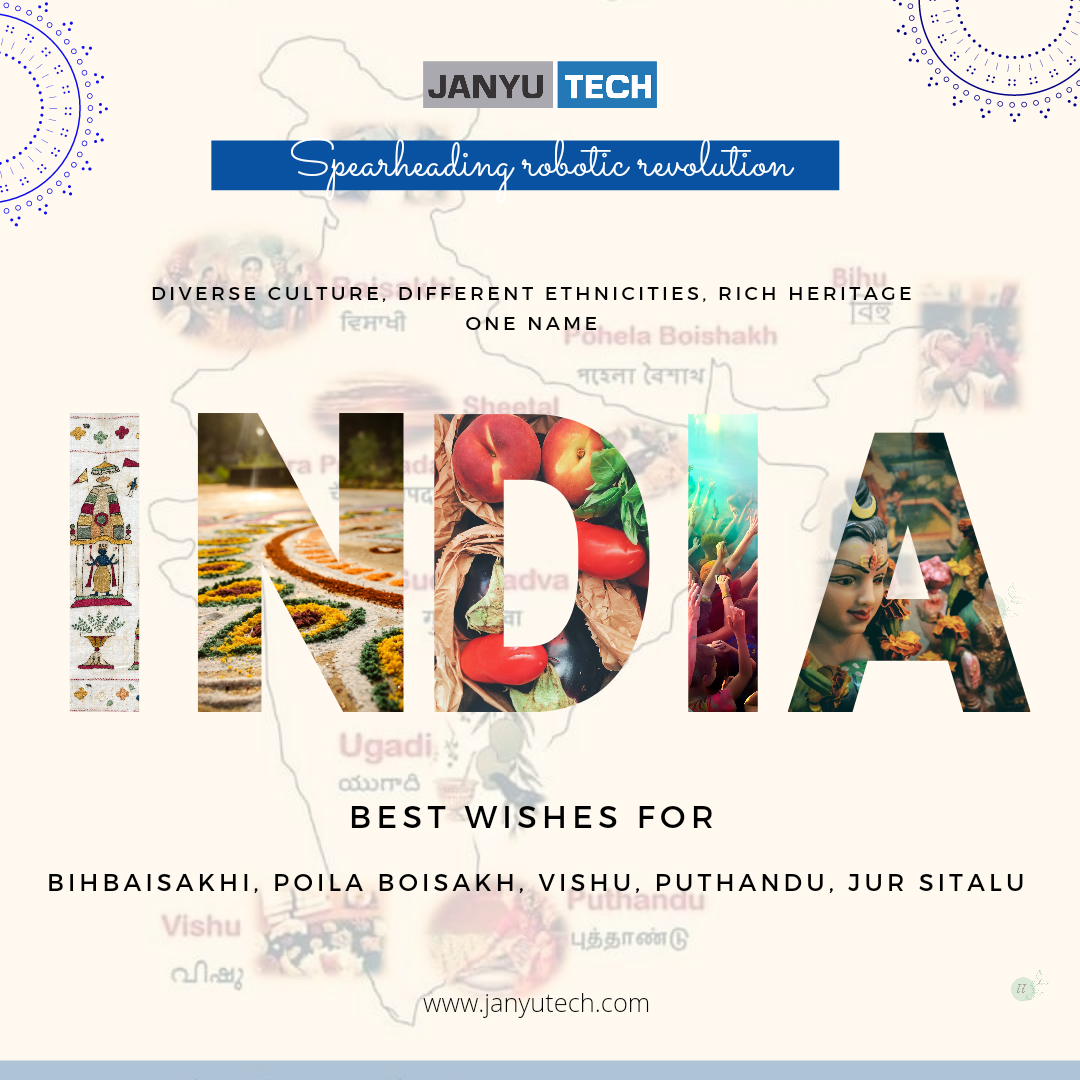 JANYU TECH
Spearheading robotic revolution
Baisakhi
Bihu
DIVERSE CULTURE, DIFFERENT ETHNICITIES, RICH HERITAGE
ਵਿਸਾਖੀ
বিহু
ONE NAME
Pohela Boishakh
পহেলা বৈশাখ
Sheetal
INDIA
Ugadi
യുഗാദി
BEST WISHES FOR
BIHBAISAKHI, POILA BOISAKH, VISHU, PUTHANDU, JUR SITALU
Puthandu
Vishu
புத்தாண்டு
വിഷു
www.janyutech.com